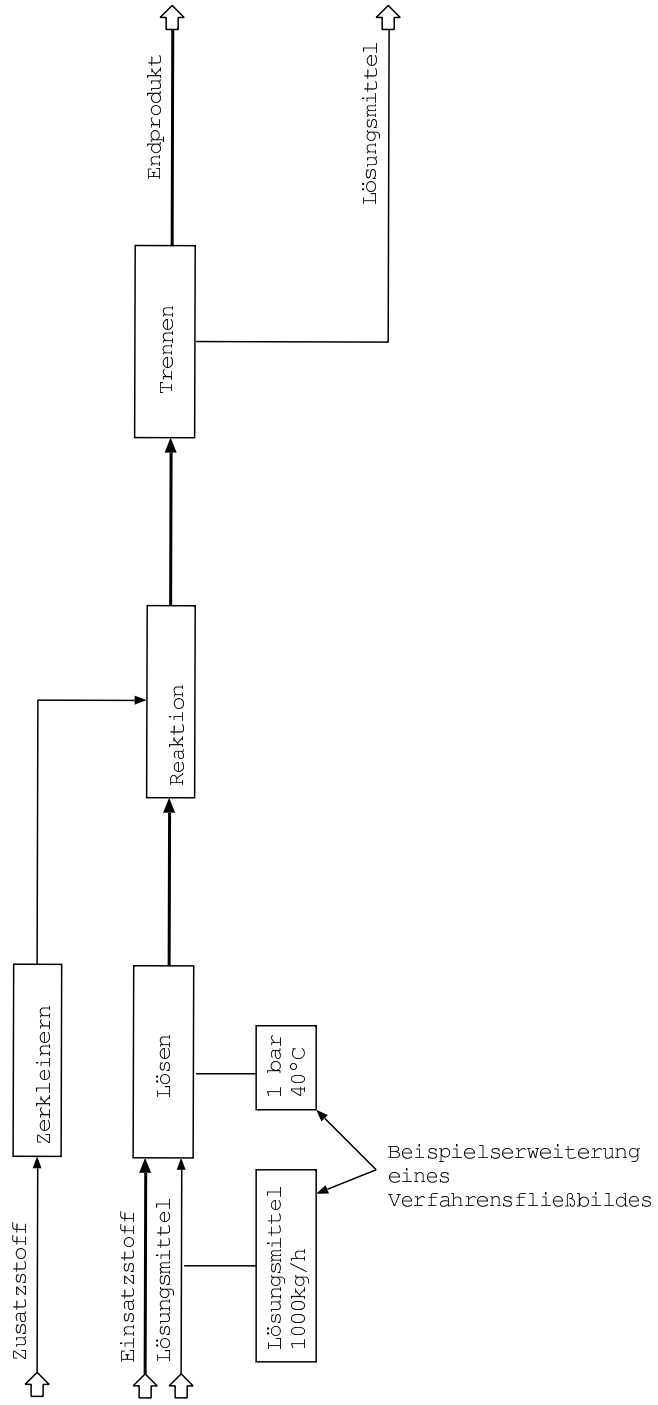 Zusatzstoff
Zerkleinern
Einsatzstoff
Lösungsmittel
Lösen
Lösungsmittel
1000kg/h
1 bar
40°C
Reaktion
Trennen
Endprodukt
Lösungsmittel
Beispielserweiterung
eines
Verfahrensfließbildes